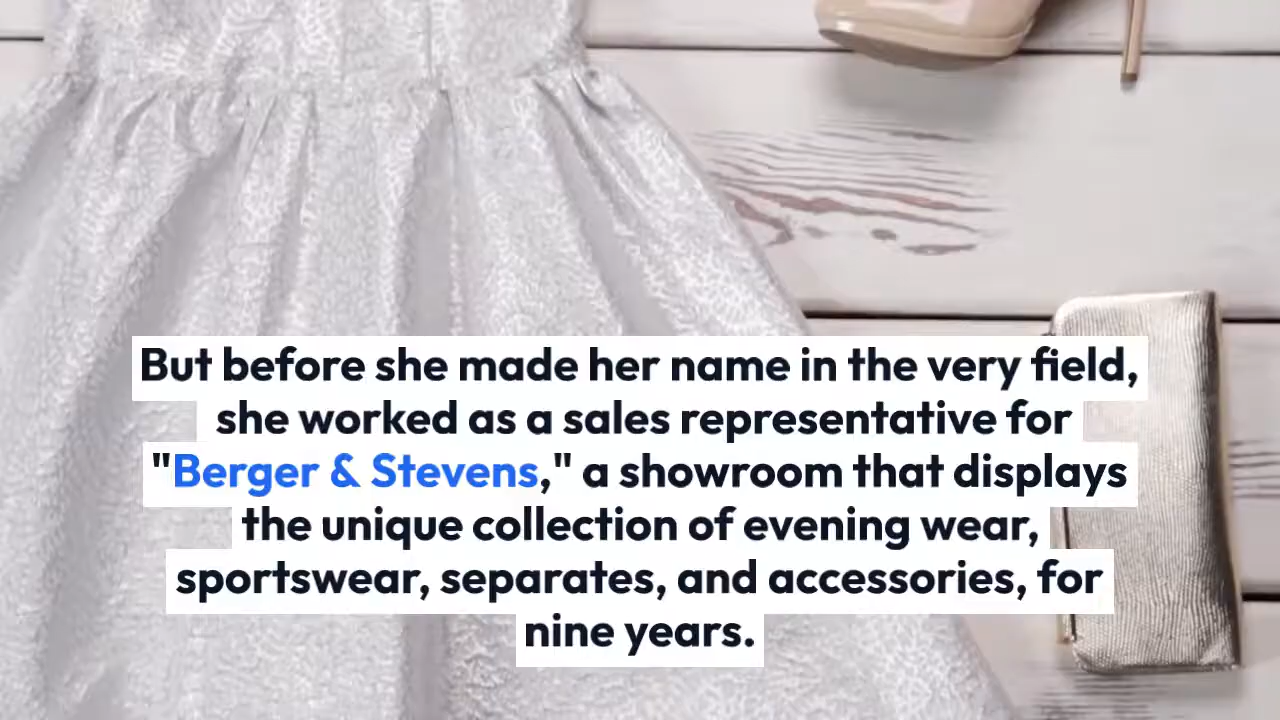 But before she made her name in the very field,
she worked as a sales representative for
"Berger & Stevens," a showroom that displays
the unique collection of evening wear,
sportswear, separates, and accessories, for
nine years.